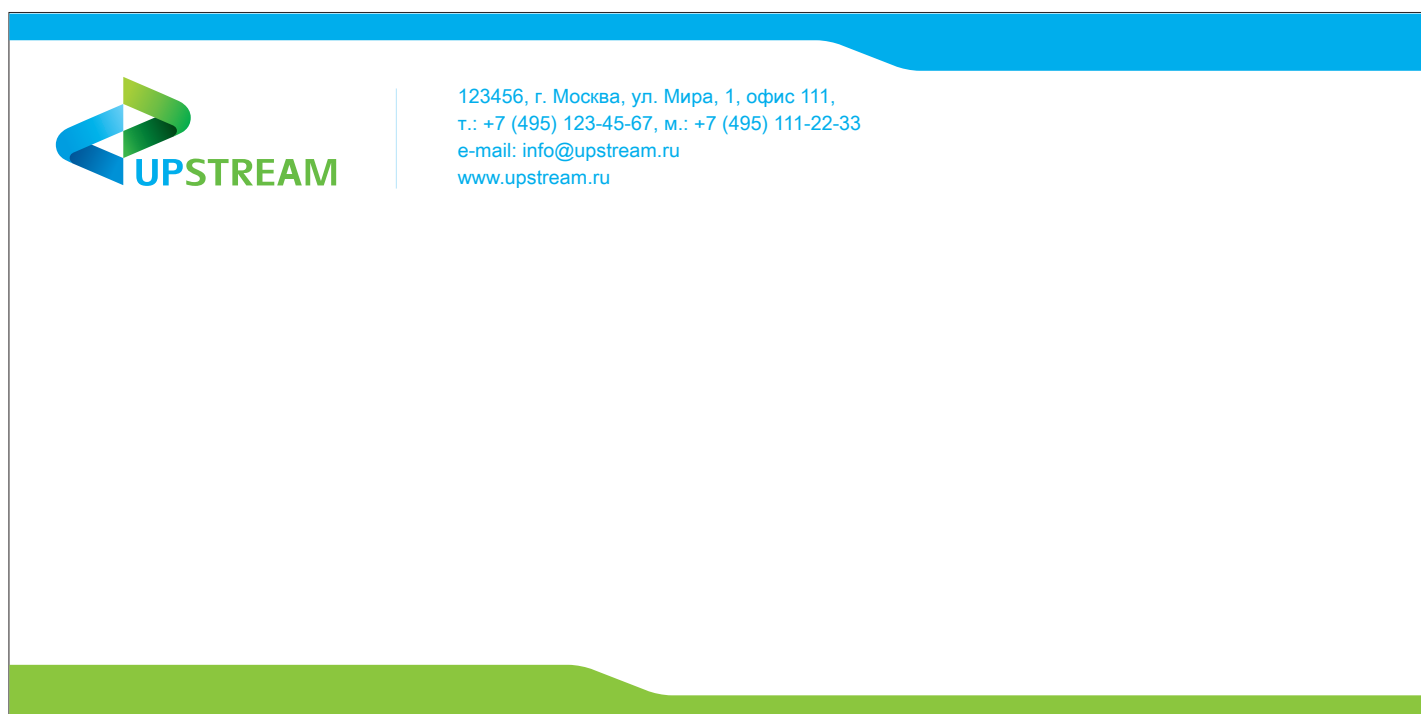 UPSTREAM
123456, г. Москва, ул. Мира, 1, офис 111,
т.: +7 (495) 123-45-67, м.: +7 (495) 111-22-33
e-mail: info@upstream.ru
www.upstream.ru